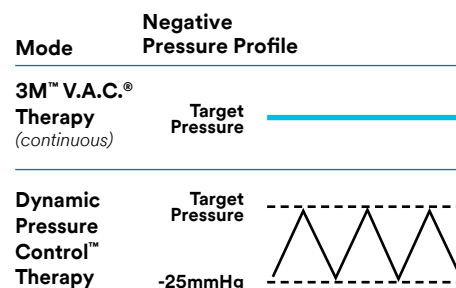 Mode
Negative
Pressure Profile
3M™ V.A.C.®
Therapy
(continuous)
Target
Pressure
Dynamic
Pressure
Control™
Therapy
Target
Pressure
-25mmHg